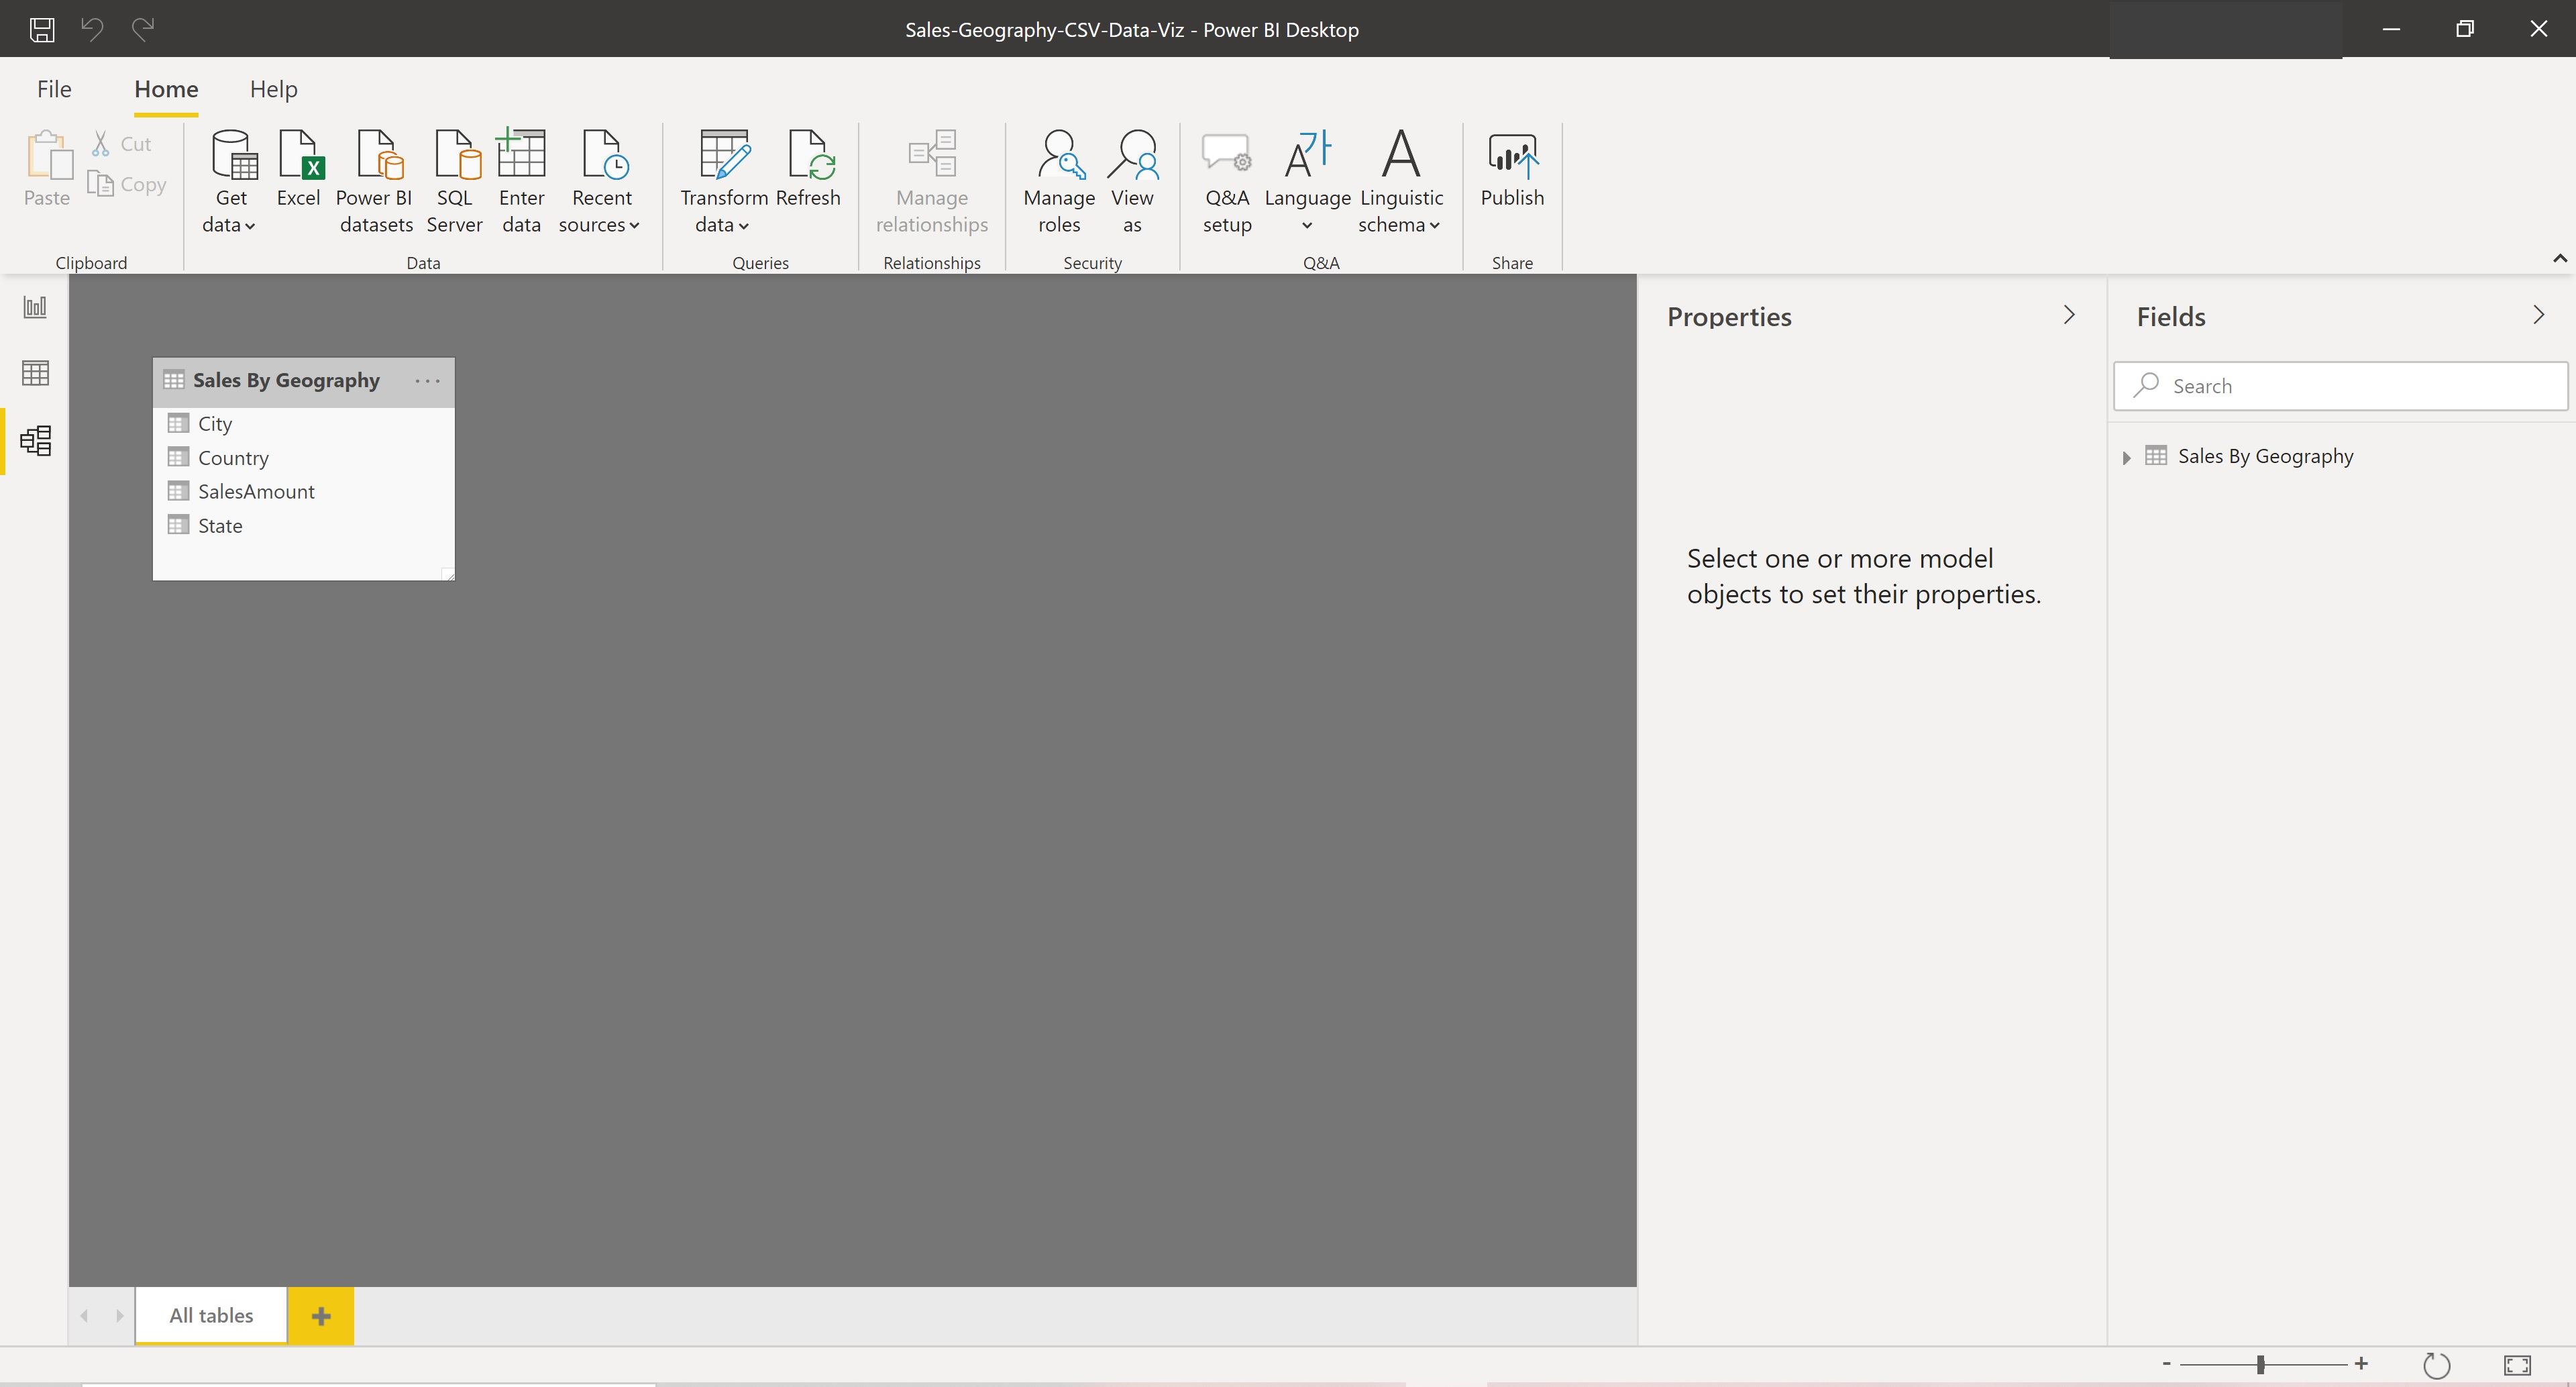 Sales-Geography-CSV-Data-Viz - Power BI Desktop
File Home Help
Paste
Cut
Copy
Clipboard
Get data
Excel
Power BI datasets
SQL Server
Enter data
Recent sources
Data
Transform data
Refresh
Queries
Manage relationships
Relationships
Manage roles
View as
Security
Q&A setup
A가
Language
A
Linguistic schema
Q&A
Publish
Share
Sales By Geography
City
Country
SalesAmount
State
Properties
Select one or more model
objects to set their properties.
Fields
Search
Sales By Geography
All tables